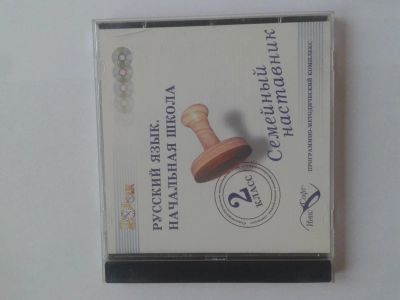 РУССКИЙ ЯЗЫК.
НАЧАЛЬНАЯ ШКОЛА
2
КЛАСС
Семейный
наставник
ПРОГРАММНО-МЕТОДИЧЕСКИЙ КОМПЛЕКС